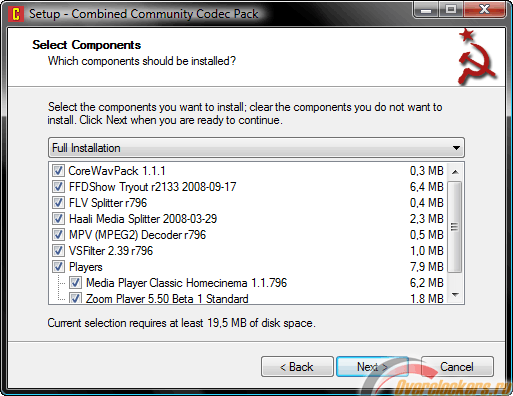 Setup - Combined Community Codec Pack
Select Components
Which components should be installed?
Select the components you want to install; clear the components you do not want to
install. Click Next when you are ready to continue.
Full Installation
CoreWavPack 1.1.1 0,3 MB
FFDShow Tryout r2133 2008-09-17 6,4 MB
FLV Splitter r796 0,4 MB
Haali Media Splitter 2008-03-29 2,3 MB
MPV (MPEG2) Decoder r796 0,5 MB
VSFilter 2.39 r796 1,0 MB
Players 7,9 MB
Media Player Classic Homecinema 1.1.796 6,2 MB
Zoom Player 5.50 Beta 1 Standard 1.8 MB
Current selection requires at least 19,5 MB of disk space.
< Back Next > Cancel
Overclockers.ru